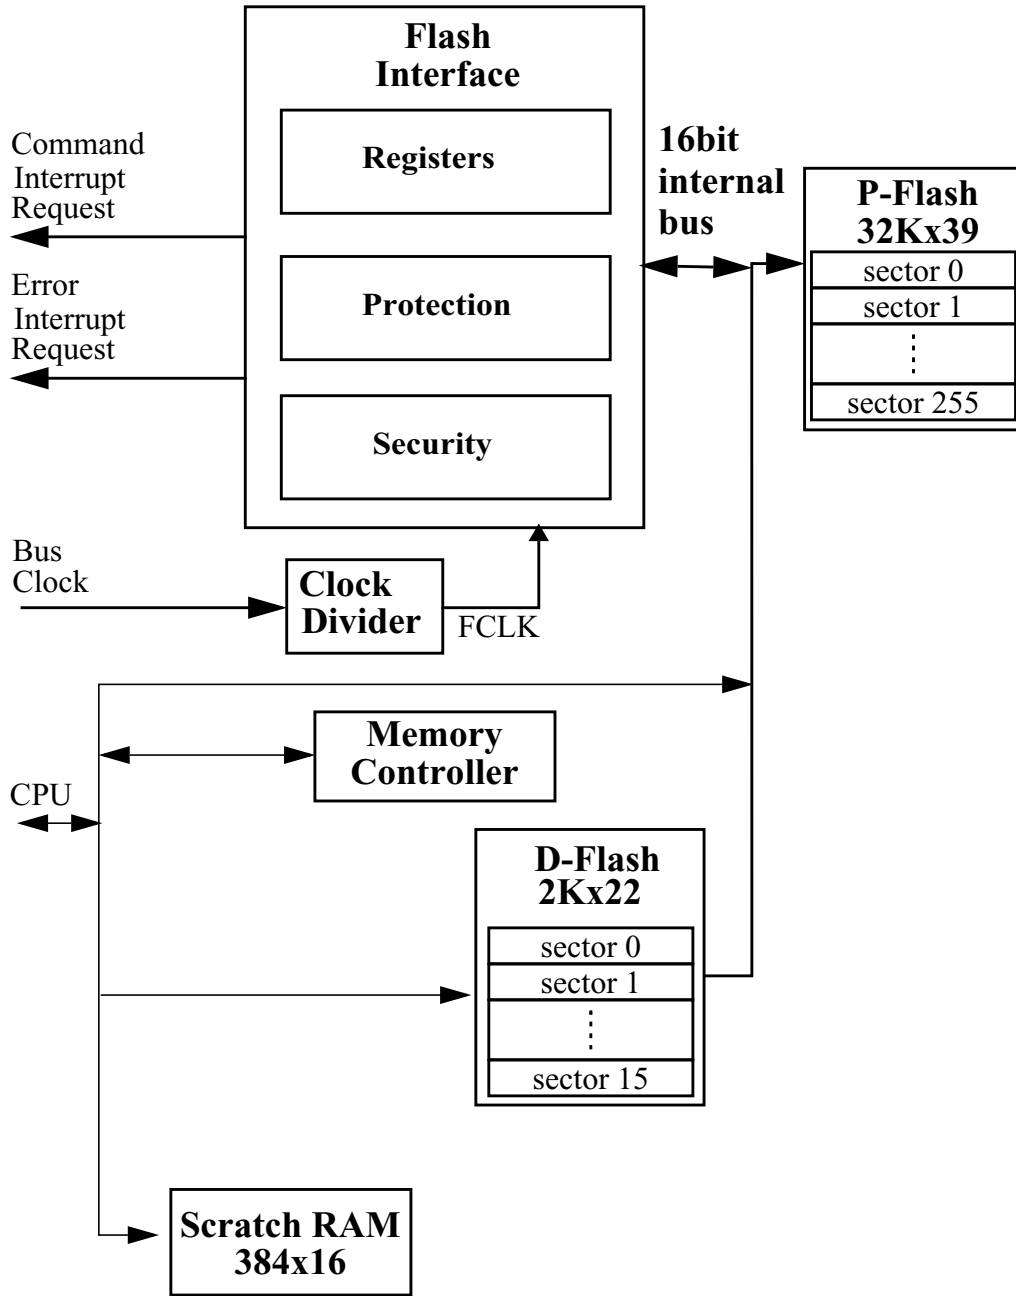 Flash
Interface
Registers
Protection
Security
Command
Interrupt
Request
Error
Interrupt
Request
16bit
internal
bus
P-Flash
32Kx39
sector 0
sector 1
sector 255
Bus
Clock
Clock
Divider
FCLK
Memory
Controller
CPU
D-Flash
2Kx22
sector 0
sector 1
sector 15
Scratch RAM
384x16